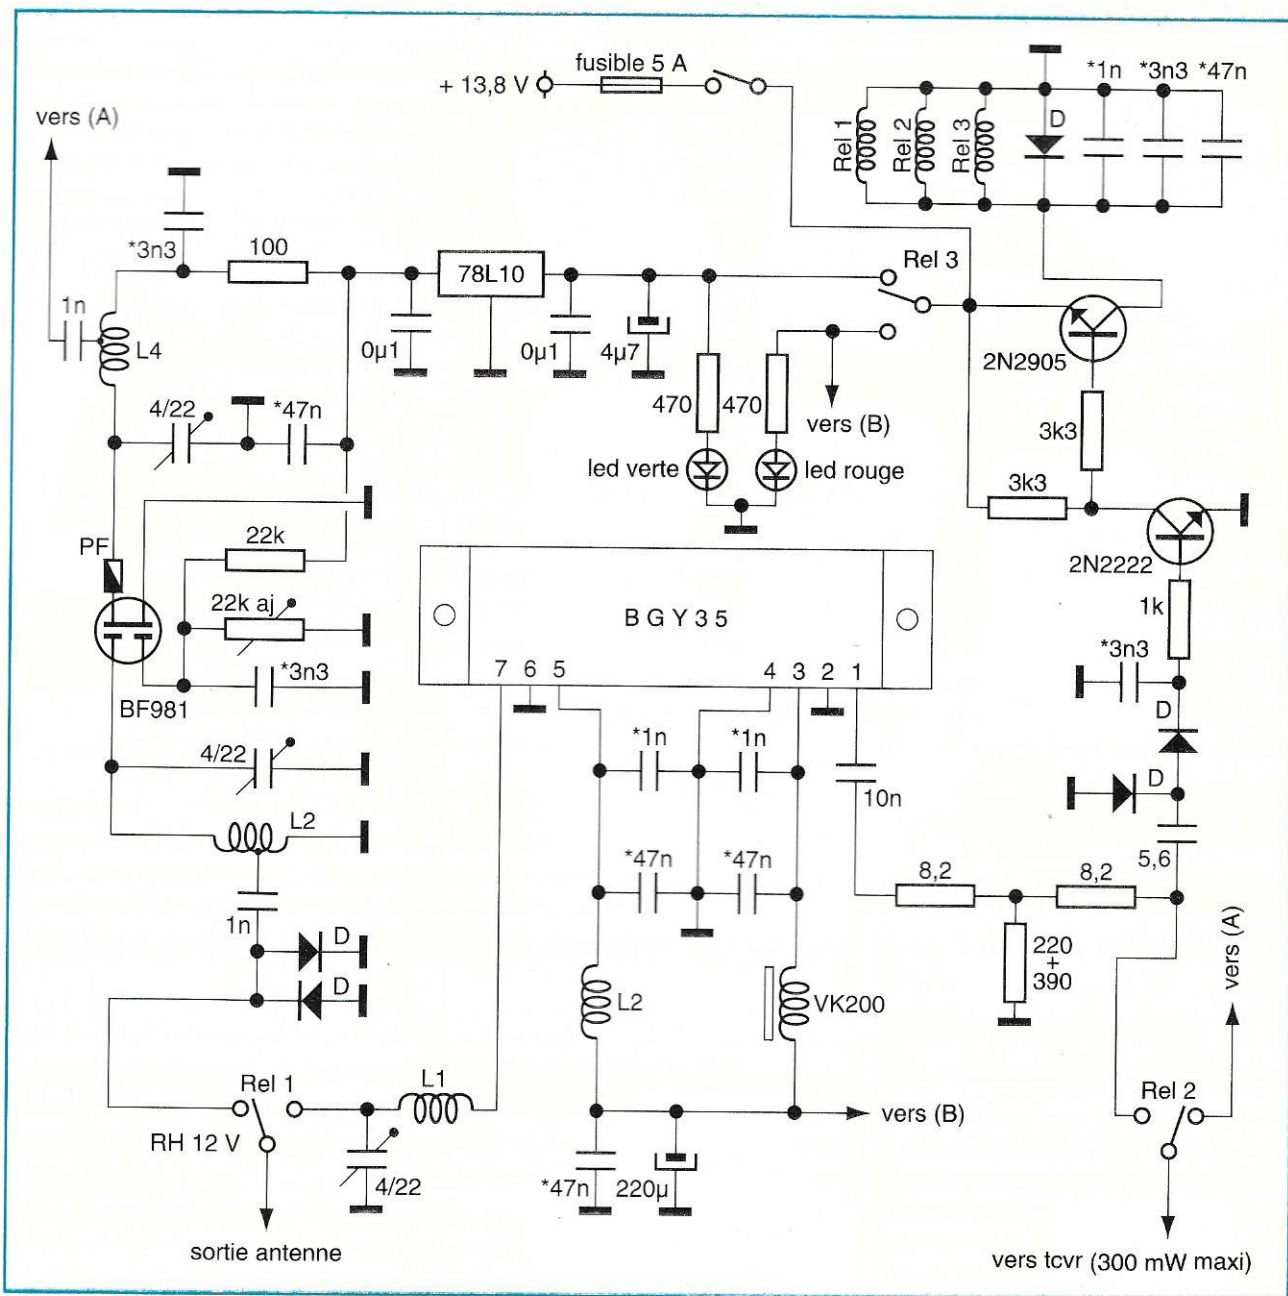 fusible 5 A
+ 13,8 V
*1n
*3n3
*47n
vers (A)
Rel 1
Rel 2
Rel 3
D
*3n3
100
78L10
Rel 3
1n
L4
0µ1
0µ1
4µ7
2N2905
4/22
*47n
470
470
vers (B)
3k3
led verte
led rouge
3k3
PF
22k
2N2222
22k aj
BGY35
1k
*3n3
7
6
5
4
3
2
1
*3n3
BF981
D
4/22
*1n
*1n
D
10n
L2
5,6
*47n
*47n
8,2
8,2
1n
D
220
+
390
vers (A)
D
L2
VK200
Rel 1
L1
Rel 2
vers (B)
RH 12 V
4/22
*47n
220µ
sortie antenne
vers tcvr (300 mW maxi)